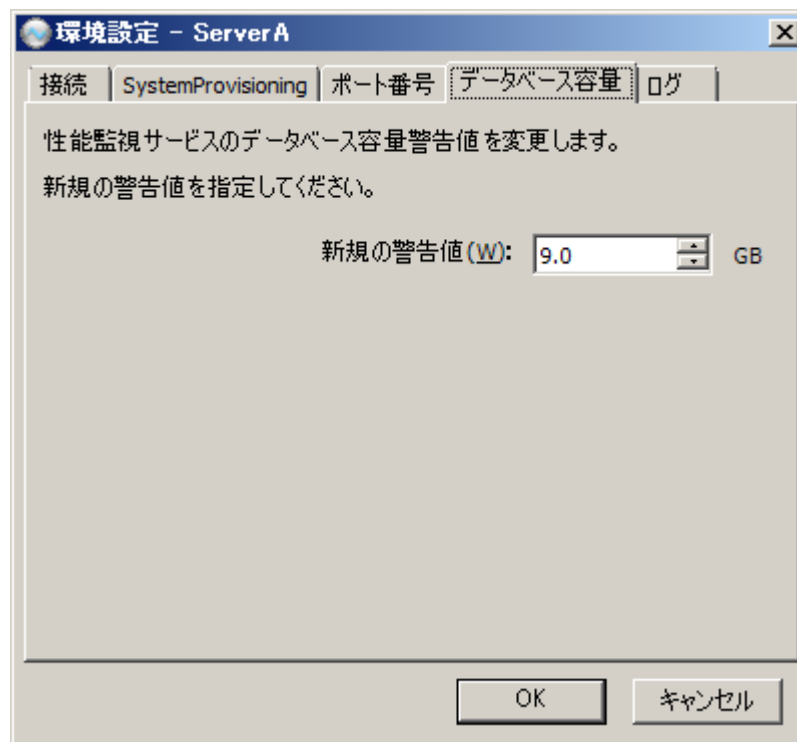 環境設定 - ServerA
接続 SystemProvisioning ポート番号 データベース容量 ログ
性能監視サービスのデータベース容量警告値を変更します。
新規の警告値を指定してください。
新規の警告値(W): 9.0 GB
OK キャンセル